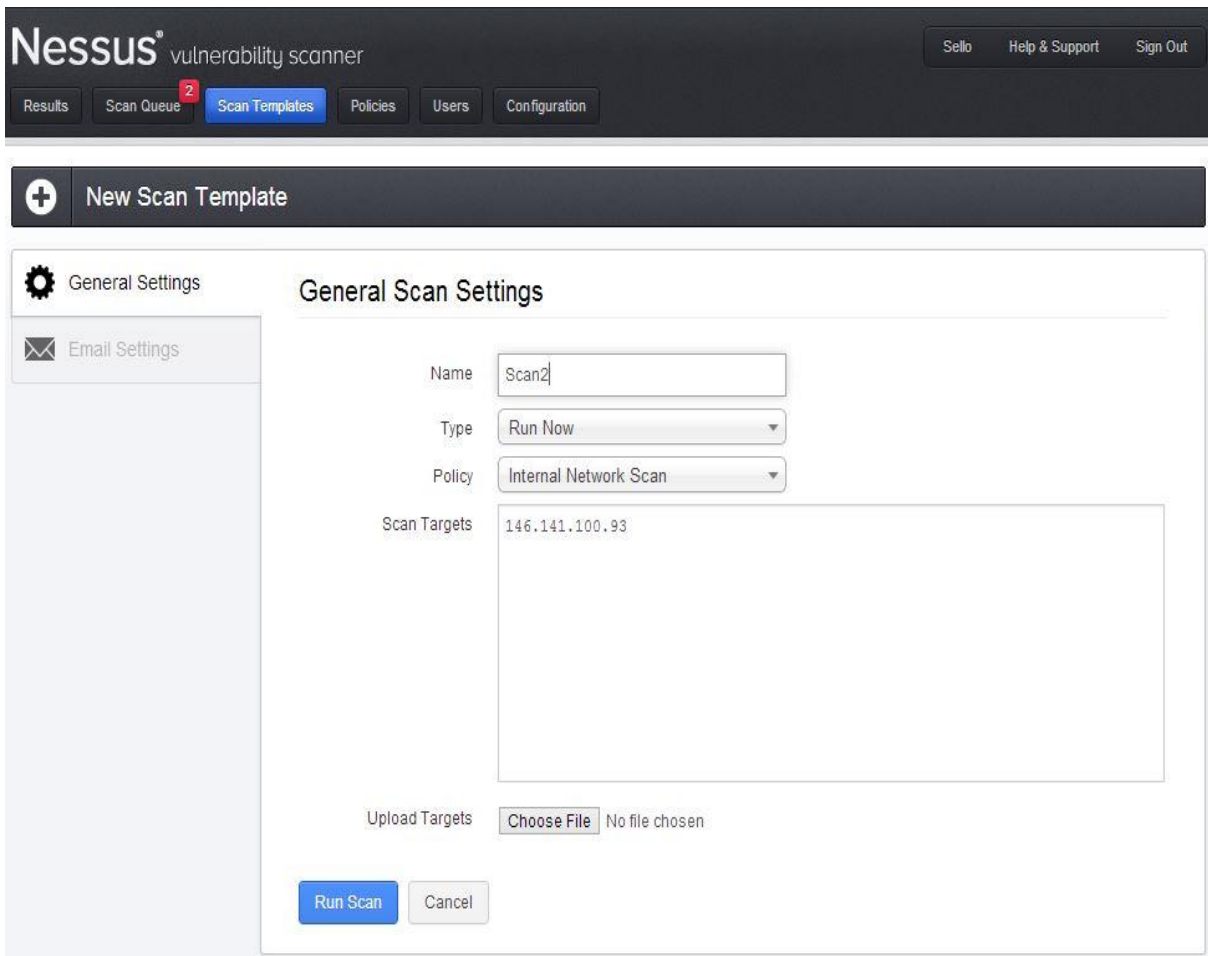 Nessus® vulnerability scanner
Sello Help & Support Sign Out
Results Scan Queue 2 Scan Templates Policies Users Configuration
New Scan Template
General Settings
Email Settings
General Scan Settings
Name Scan2
Type Run Now
Policy Internal Network Scan
Scan Targets 146.141.100.93
Upload Targets Choose File No file chosen
Run Scan Cancel